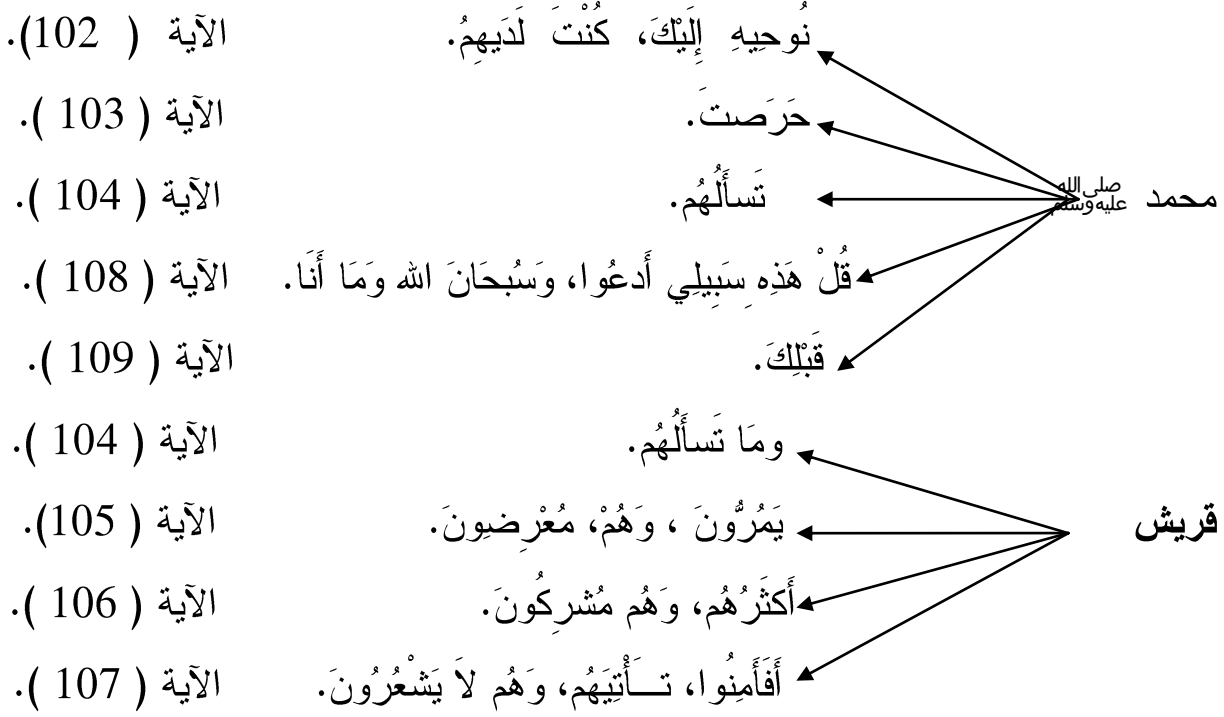 نُوحِيهِ إِلَيْكَ، كُنْتَ لَدَيهِمُ. الآية ( 102).
حَرَصتَ. الآية ( 103 ).
محمد صلى الله عليه وسلم تَسأَلُهُم. الآية ( 104 ).
قُلْ هَذِه سَبِيلِي أَدعُوا، وَسُبحَانَ الله وَمَا أَنَا. الآية ( 108 ).
قَبْلِكَ. الآية ( 109 ).
ومَا تَسأَلُهُم. الآية ( 104 ).
قريش يَمُرُّونَ ، وَهُمْ، مُعْرِضِونَ. الآية ( 105).
أَكثَرُهُم، وَهُم مُشرِكُونَ. الآية ( 106 ).
أَفَأَمِنُوا، تـــَأْتِيَهُم، وَهُم لاَ يَشْعُرُونَ. الآية ( 107 ).